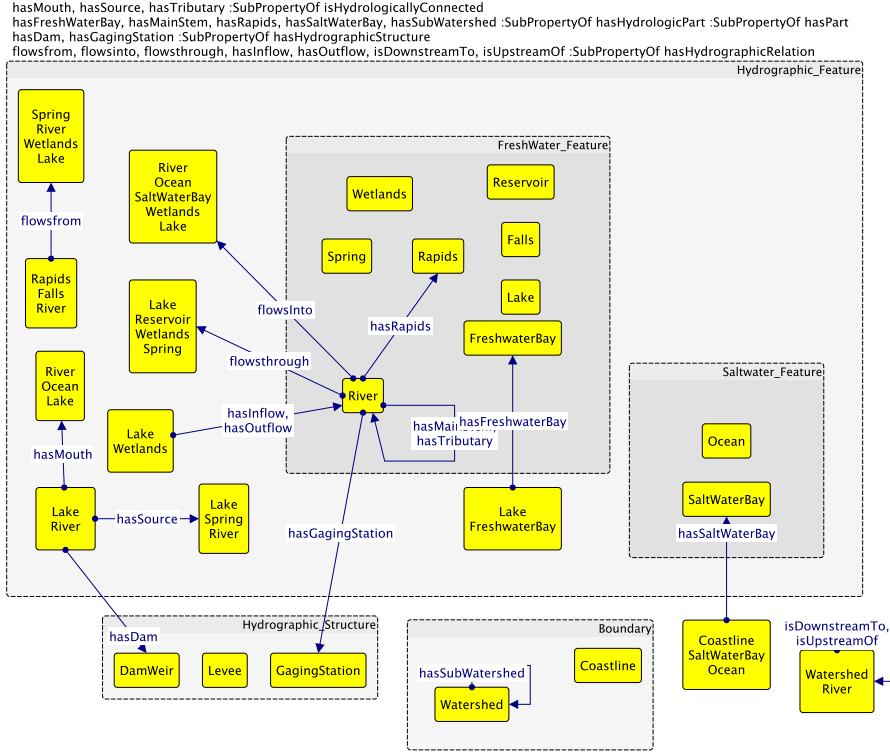 hasMouth, hasSource, hasTributary :SubPropertyOf isHydrologicallyConnected
hasFreshWaterBay, hasMainStem, hasRapids, hasSaltWaterBay, hasSubWatershed :SubPropertyOf hasHydrologicPart :SubPropertyOf hasPart
hasDam, hasGagingStation :SubPropertyOf hasHydrographicStructure
flowsfrom, flowsinto, flowsthrough, hasInflow, hasOutflow, isDownstreamTo, isUpstreamOf :SubPropertyOf hasHydrographicRelation
Hydrographic_Feature
Spring
River
Wetlands
Lake
flowsfrom
Rapids
Falls
River
River
Ocean
SaltWaterBay
Wetlands
Lake
flowsInto
Lake
Reservoir
Wetlands
Spring
flowsthrough
FreshWater_Feature
Wetlands
Reservoir
Spring
Rapids
Falls
Lake
FreshwaterBay
hasRapids
River
hasTributary
hasFreshwaterBay
River
Ocean
Lake
hasMouth
Lake
Wetlands
hasInflow,
hasOutflow
Lake
River
hasSource
Lake
Spring
River
hasGagingStation
Lake
FreshwaterBay
Saltwater_Feature
Ocean
SaltWaterBay
hasSaltWaterBay
Coastline
SaltWaterBay
Ocean
isDownstreamTo,
isUpstreamOf
Watershed
River
hasDam
Hydrographic_Structure
DamWeir
Levee
GagingStation
Boundary
hasSubWatershed
Watershed
Coastline